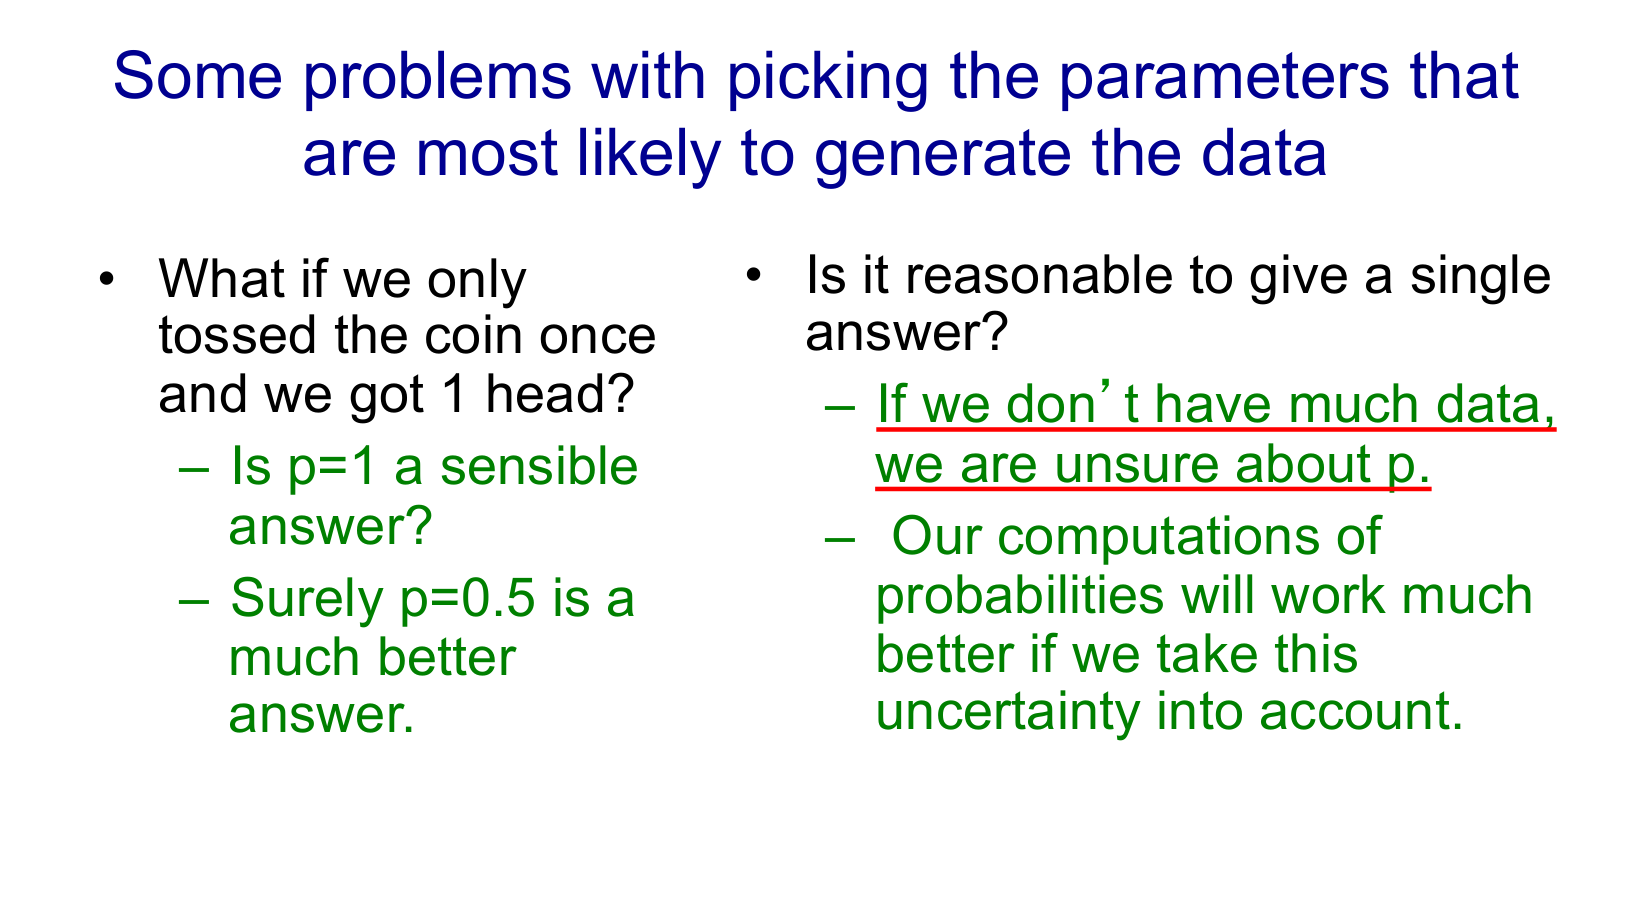 Some problems with picking the parameters that
are most likely to generate the data
• What if we only
tossed the coin once
and we got 1 head?
– Is p=1 a sensible
answer?
– Surely p=0.5 is a
much better
answer.
• Is it reasonable to give a single
answer?
– If we don’t have much data,
we are unsure about p.
– Our computations of
probabilities will work much
better if we take this
uncertainty into account.